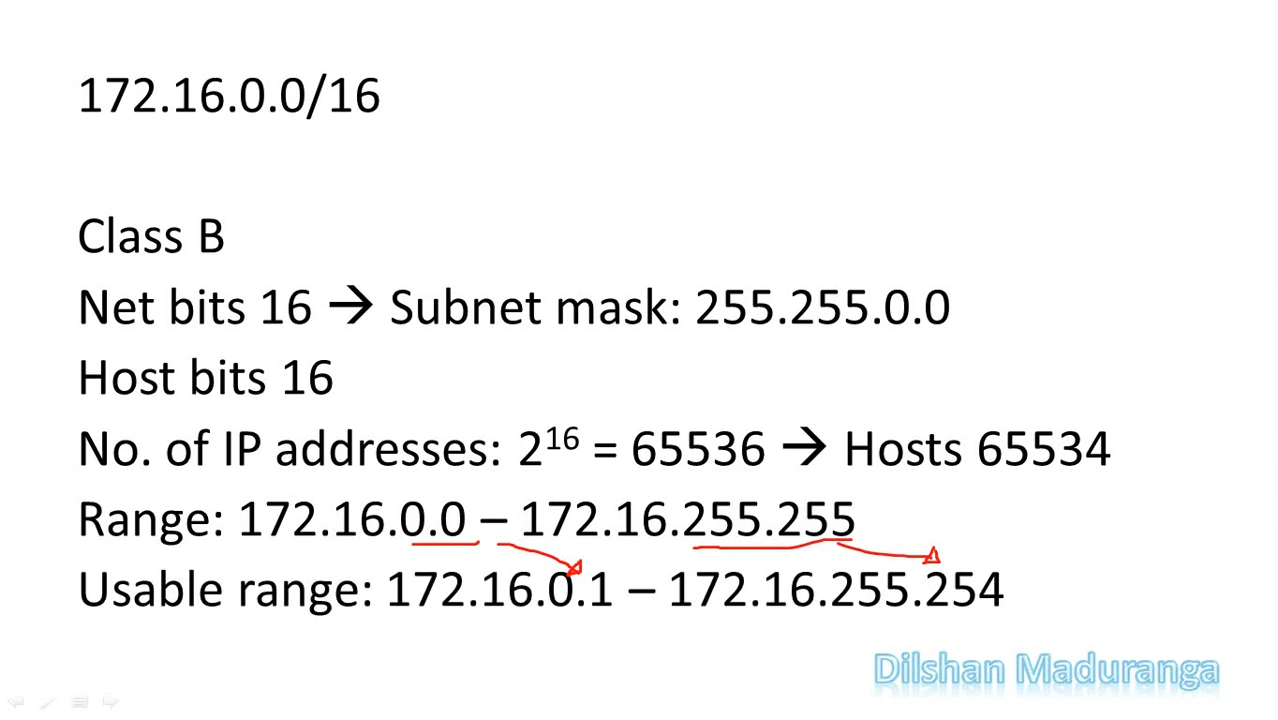 172.16.0.0/16
Class B
Net bits 16 → Subnet mask: 255.255.0.0
Host bits 16
No. of IP addresses: 2¹⁶ = 65536 → Hosts 65534
Range: 172.16.0.0 – 172.16.255.255
Usable range: 172.16.0.1 – 172.16.255.254
Dilshan Maduranga